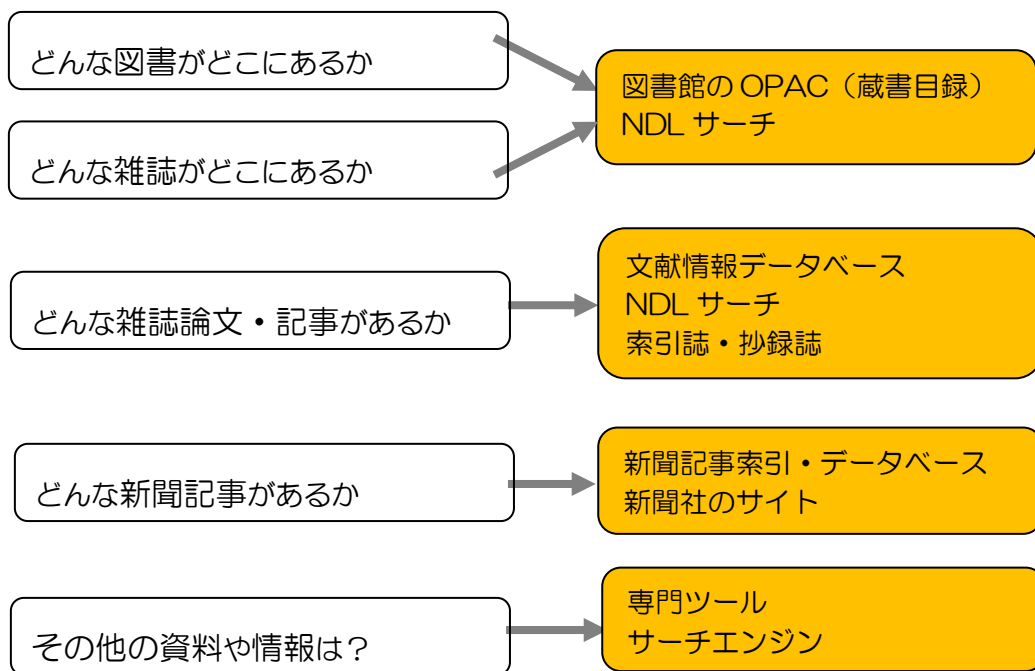 どんな図書がどこにあるか
図書館の OPAC（蔵書目録）
NDL サーチ
どんな雑誌がどこにあるか
どんな雑誌論文・記事があるか
文献情報データベース
NDL サーチ
索引誌・抄録誌
どんな新聞記事があるか
新聞記事索引・データベース
新聞社のサイト
その他の資料や情報は？
専門ツール
サーチエンジン